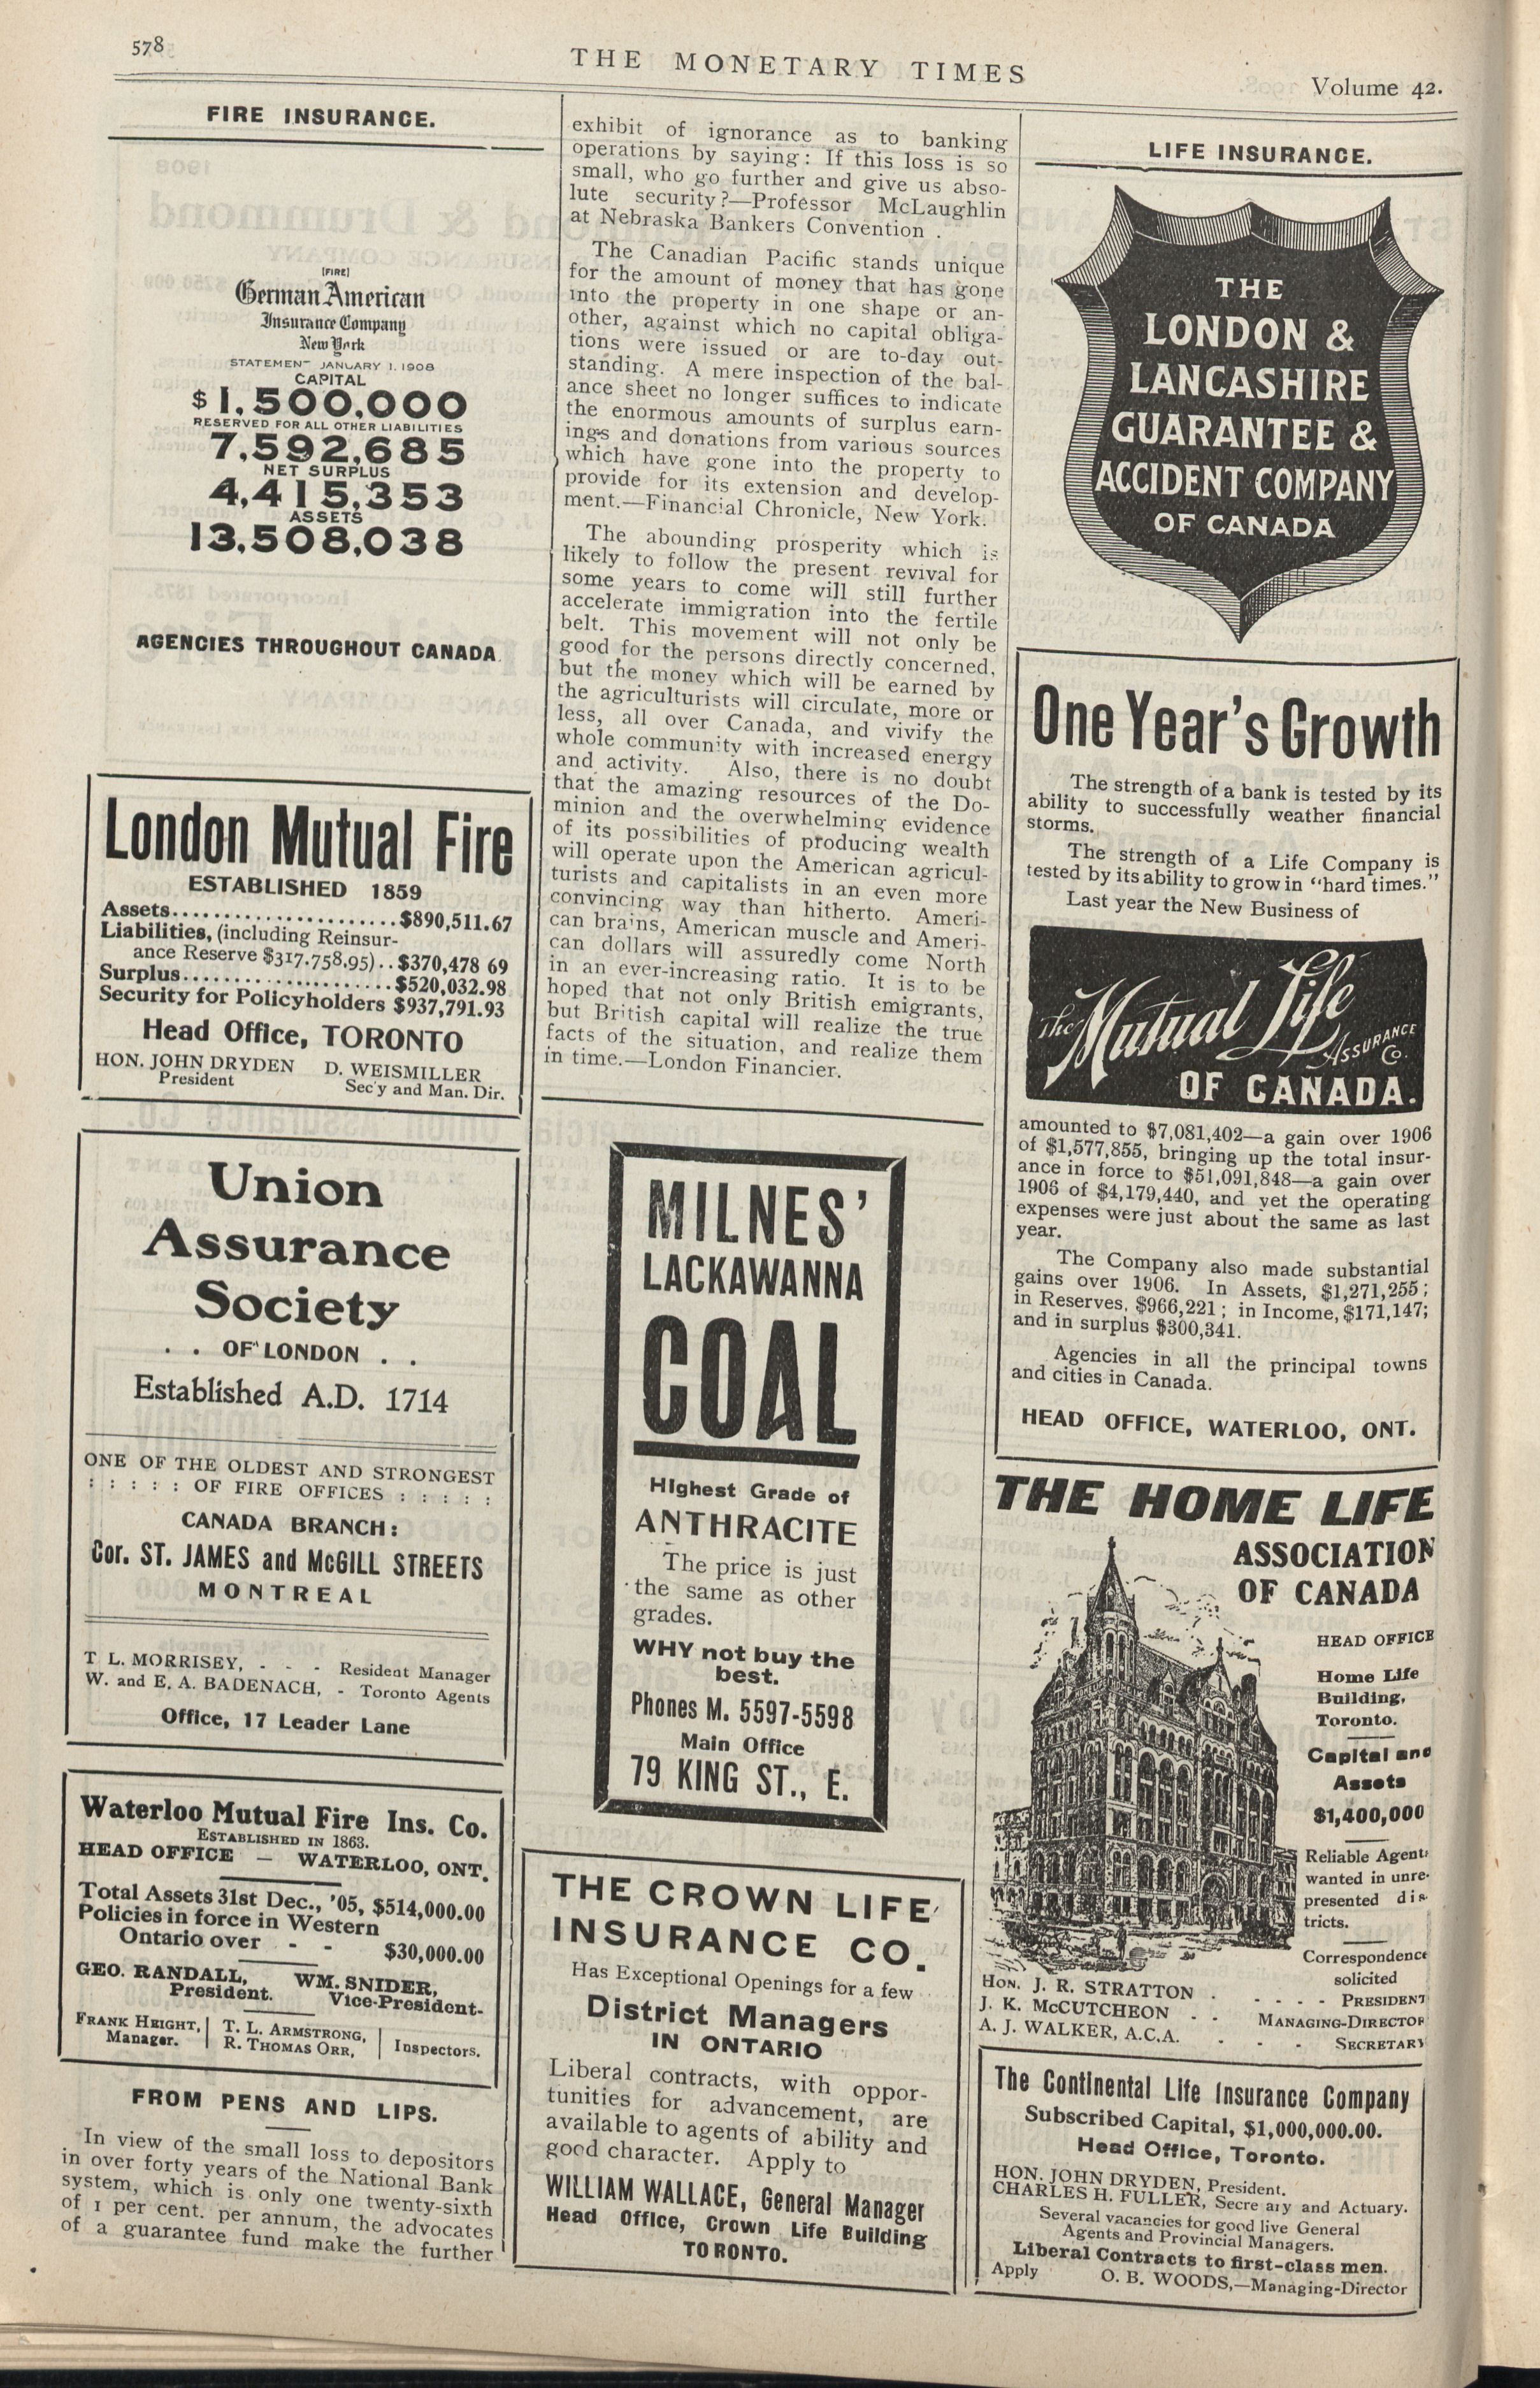 578
THE MONETARY TIMES
Volume 42.
FIRE INSURANCE.
[FIRE]
German American
Insurance Company
New York
STATEMENT JANUARY 1. 1908
CAPITAL
$1,500,000
RESERVED FOR ALL OTHER LIABILITIES
7,592,685
NET SURPLUS
4,415,353
ASSETS
13,508,038
AGENCIES THROUGHOUT CANADA
London Mutual Fire
ESTABLISHED 1859
Assets......................$890,511.67
Liabilities, (including Reinsur-
ance Reserve $317.758.95)..$370,478 69
Surplus.....................$520,032.98
Security for Policyholders $937,791.93
Head Office, TORONTO
HON. JOHN DRYDEN D. WEISMILLER
President Sec'y and Man. Dir.
Union
Assurance
Society
. . OF LONDON . .
Established A.D. 1714
ONE OF THE OLDEST AND STRONGEST
: : : : : OF FIRE OFFICES : : : : :
CANADA BRANCH:
Cor. ST. JAMES and McGILL STREETS
MONTREAL
T L. MORRISEY, - - - Resident Manager
W. and E. A. BADENACH, - Toronto Agents
Office, 17 Leader Lane
Waterloo Mutual Fire Ins. Co.
ESTABLISHED IN 1863.
HEAD OFFICE — WATERLOO, ONT.
Total Assets 31st Dec., '05, $514,000.00
Policies in force in Western
Ontario over - - $30,000.00
GEO. RANDALL, WM. SNIDER,
President. Vice-President-
FRANK HEIGHT, T. L. ARMSTRONG,
Manager. R. THOMAS ORR, Inspectors.
FROM PENS AND LIPS.
In view of the small loss to depositors
in over forty years of the National Bank
system, which is only one twenty-sixth
of 1 per cent. per annum, the advocates
of a guarantee fund make the further
exhibit of ignorance as to banking
operations by saying: If this loss is so
small, who go further and give us abso-
lute security?—Professor McLaughlin
at Nebraska Bankers Convention .
The Canadian Pacific stands unique
for the amount of money that has gone
into the property in one shape or an-
other, against which no capital obliga-
tions were issued or are to-day out-
standing. A mere inspection of the bal-
ance sheet no longer suffices to indicate
the enormous amounts of surplus earn-
ings and donations from various sources
which have gone into the property to
provide for its extension and develop-
ment.—Financial Chronicle, New York.
The abounding prosperity which is
likely to follow the present revival for
some years to come will still further
accelerate immigration into the fertile
belt. This movement will not only be
good for the persons directly concerned,
but the money which will be earned by
the agriculturists will circulate, more or
less, all over Canada, and vivify the
whole community with increased energy
and activity. Also, there is no doubt
that the amazing resources of the Do-
minion and the overwhelming evidence
of its possibilities of producing wealth
will operate upon the American agricul-
turists and capitalists in an even more
convincing way than hitherto. Ameri-
can brains, American muscle and Ameri-
can dollars will assuredly come North
in an ever-increasing ratio. It is to be
hoped that not only British emigrants,
but British capital will realize the true
facts of the situation, and realize them
in time.—London Financier.
MILNES'
LACKAWANNA
COAL
Highest Grade of
ANTHRACITE
The price is just
the same as other
grades.
WHY not buy the
best.
Phones M. 5597-5598
Main Office
79 KING ST., E.
THE CROWN LIFE
INSURANCE CO.
Has Exceptional Openings for a few
District Managers
IN ONTARIO
Liberal contracts, with oppor-
tunities for advancement, are
available to agents of ability and
good character. Apply to
WILLIAM WALLACE, General Manager
Head Office, Crown Life Building
TORONTO.
LIFE INSURANCE.
THE
LONDON &
LANCASHIRE
GUARANTEE &
ACCIDENT COMPANY
OF CANADA
One Year's Growth
The strength of a bank is tested by its
ability to successfully weather financial
storms.
The strength of a Life Company is
tested by its ability to grow in "hard times."
Last year the New Business of
The Mutual Life
ASSURANCE
Co.
OF CANADA.
amounted to $7,081,402—a gain over 1906
of $1,577,855, bringing up the total insur-
ance in force to $51,091,848—a gain over
1906 of $4,179,440, and yet the operating
expenses were just about the same as last
year.
The Company also made substantial
gains over 1906. In Assets, $1,271,255;
in Reserves, $966,221; in Income, $171,147;
and in surplus $300,341.
Agencies in all the principal towns
and cities in Canada.
HEAD OFFICE, WATERLOO, ONT.
THE HOME LIFE
ASSOCIATION
OF CANADA
HEAD OFFICE
Home Life
Building,
Toronto.
Capital and
Assets
$1,400,000
Reliable Agent
wanted in unre-
presented dis-
tricts.
Correspondence
solicited
HON. J. R. STRATTON . - - - - PRESIDENT
J. K. McCUTCHEON - - MANAGING-DIRECTOR
A. J. WALKER, A.C.A. - - - SECRETARY
The Continental Life Insurance Company
Subscribed Capital, $1,000,000.00.
Head Office, Toronto.
HON. JOHN DRYDEN, President.
CHARLES H. FULLER, Secre ary and Actuary.
Several vacancies for good live General
Agents and Provincial Managers.
Liberal Contracts to first-class men.
Apply O. B. WOODS,—Managing-Director